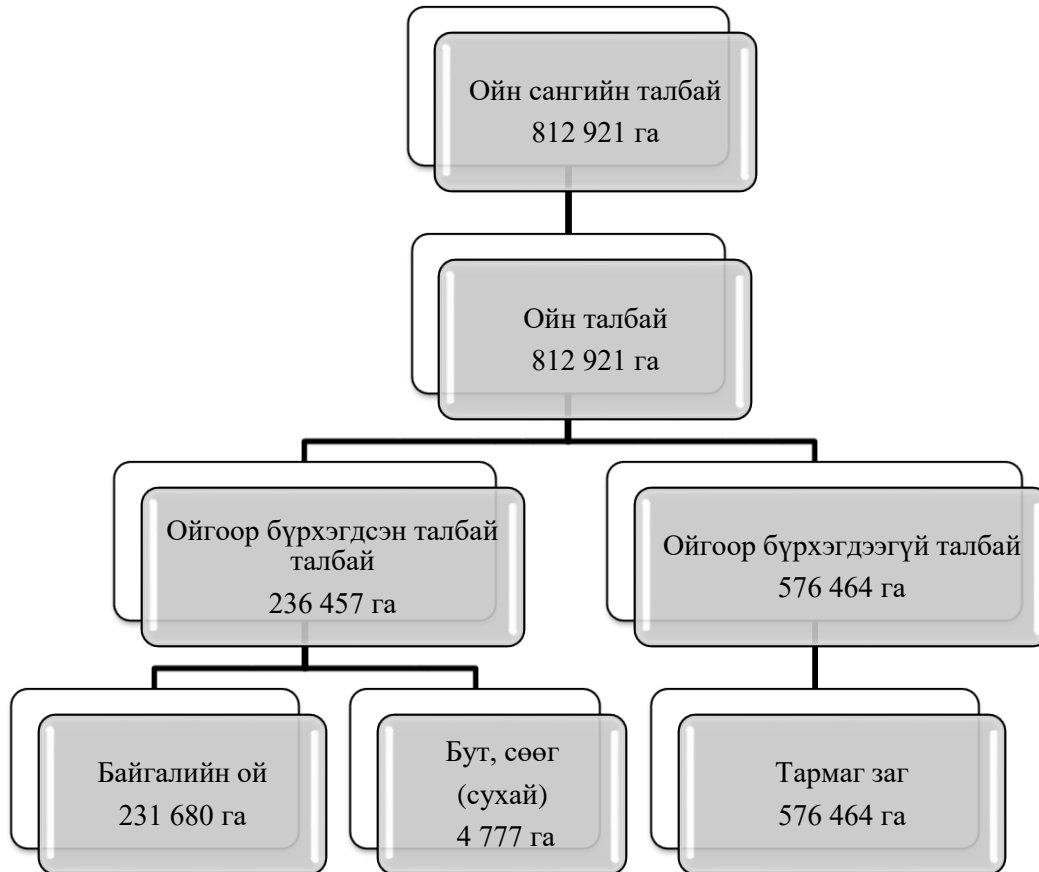 Ойн сангийн талбай
812 921 га
Ойн талбай
812 921 га
Ойгоор бүрхэгдсэн талбай
талбай
236 457 га
Ойгоор бүрхэгдээгүй талбай
576 464 га
Байгалийн ой
231 680 га
Бут, сөөг
(сухай)
4 777 га
Тармаг заг
576 464 га